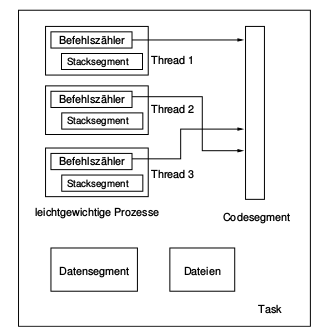 Befehlszähler
Stacksegment
Thread 1
Befehlszähler
Thread 2
Stacksegment
Befehlszähler
Thread 3
Stacksegment
leichtgewichtige Prozesse
Codesegment
Datensegment
Dateien
Task